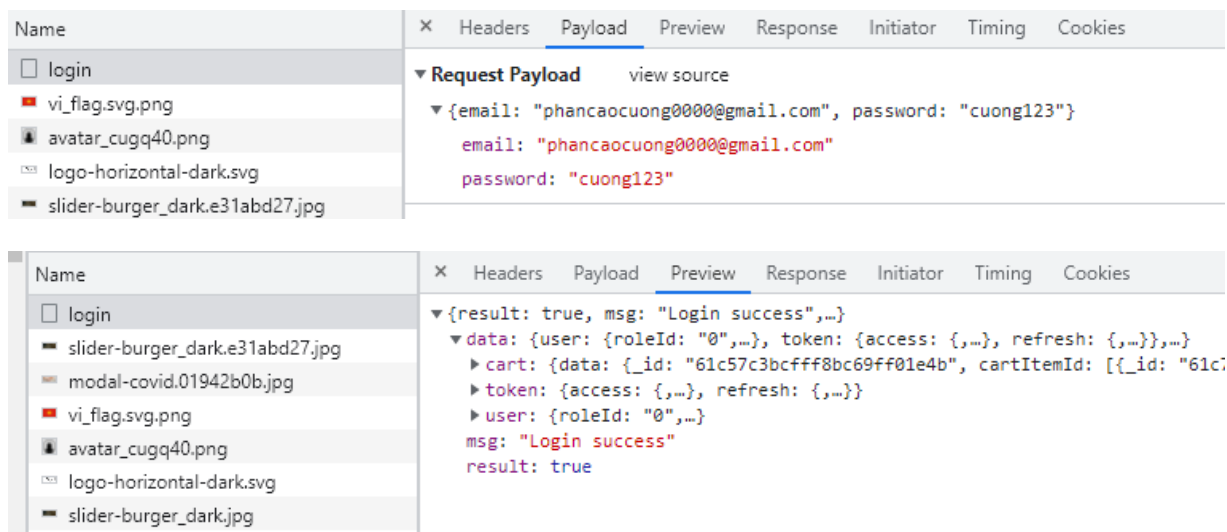 Name
× Headers Payload Preview Response Initiator Timing Cookies
login
vi_flag.svg.png
avatar_cugq40.png
logo-horizontal-dark.svg
slider-burger_dark.e31abd27.jpg
▼ Request Payload view source
▼ {email: "phancaocuong0000@gmail.com", password: "cuong123"}
email: "phancaocuong0000@gmail.com"
password: "cuong123"
Name
× Headers Payload Preview Response Initiator Timing Cookies
login
slider-burger_dark.e31abd27.jpg
modal-covid.01942b0b.jpg
vi_flag.svg.png
avatar_cugq40.png
logo-horizontal-dark.svg
slider-burger_dark.jpg
▼ {result: true, msg: "Login success",…}
▼ data: {user: {roleId: "0",…}, token: {access: {,…}, refresh: {,…}},…}
▶ cart: {data: {_id: "61c57c3bcfff8bc69ff01e4b", cartItemId: [{_id: "61c7
▶ token: {access: {,…}, refresh: {,…}}
▶ user: {roleId: "0",…}
msg: "Login success"
result: true